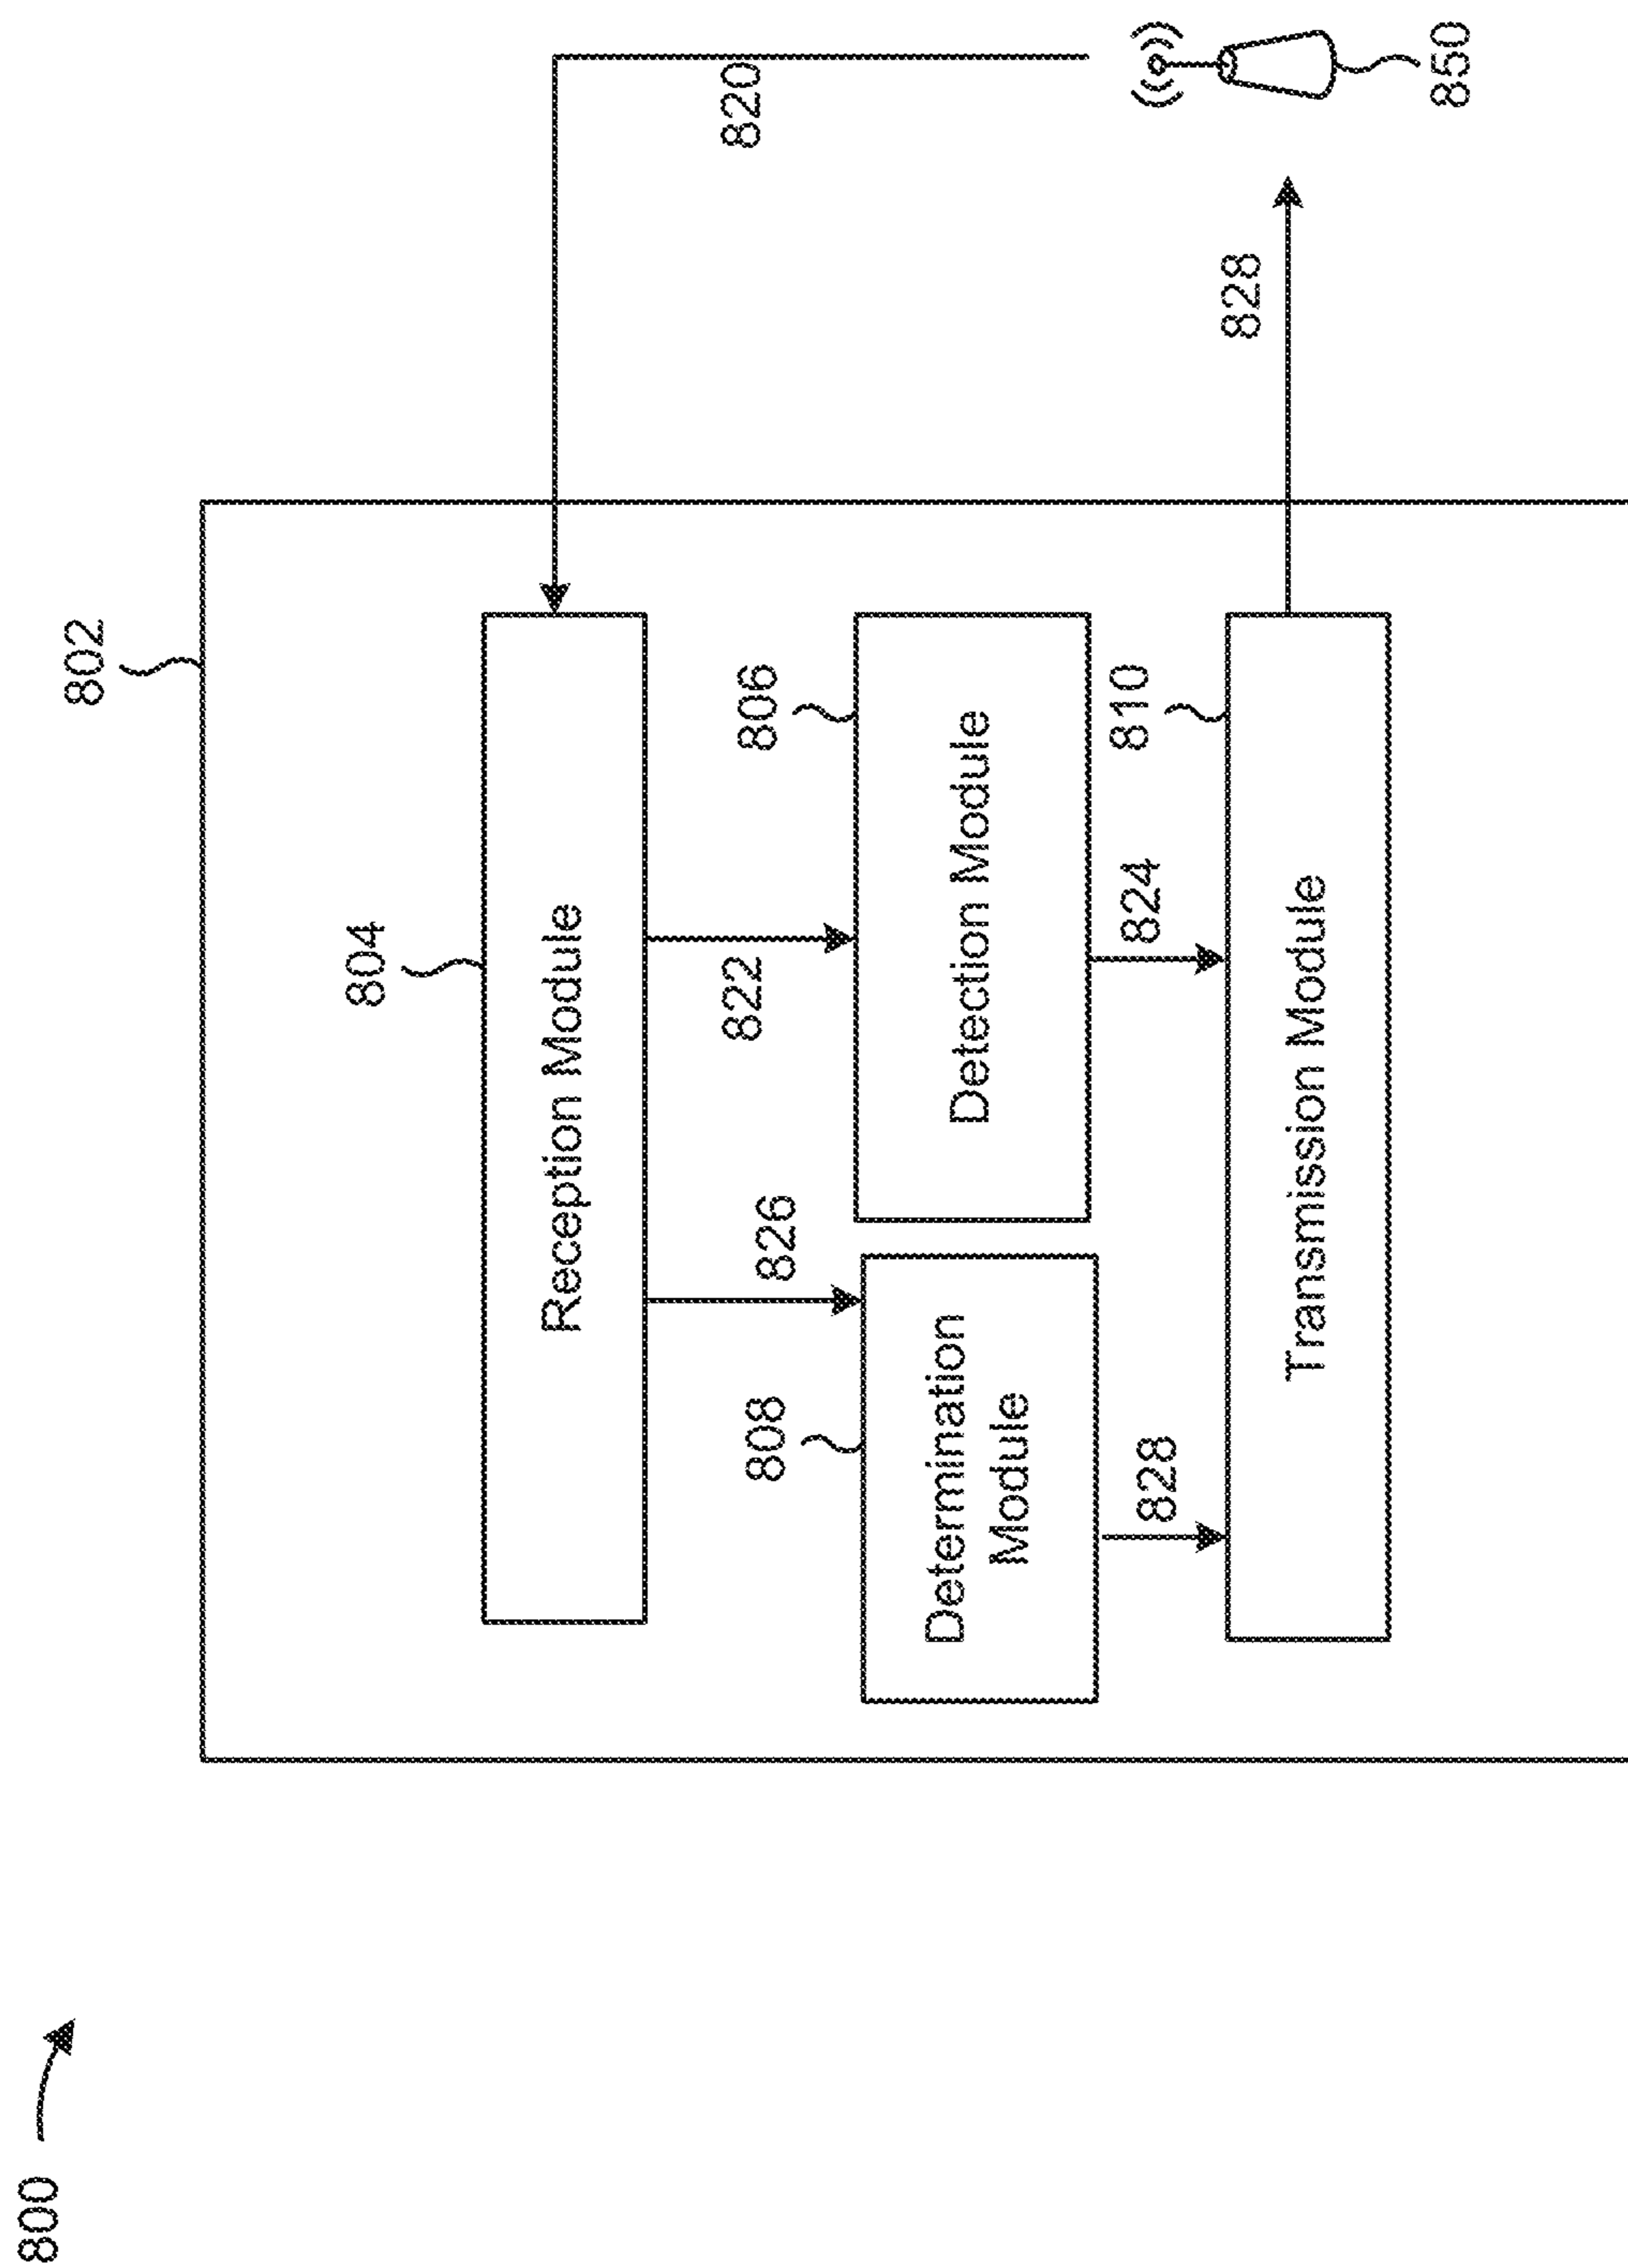 800
802
804
Reception Module
820
826
822
808
806
Determination
Module
Detection Module
828
824
810
Transmission Module
828
850